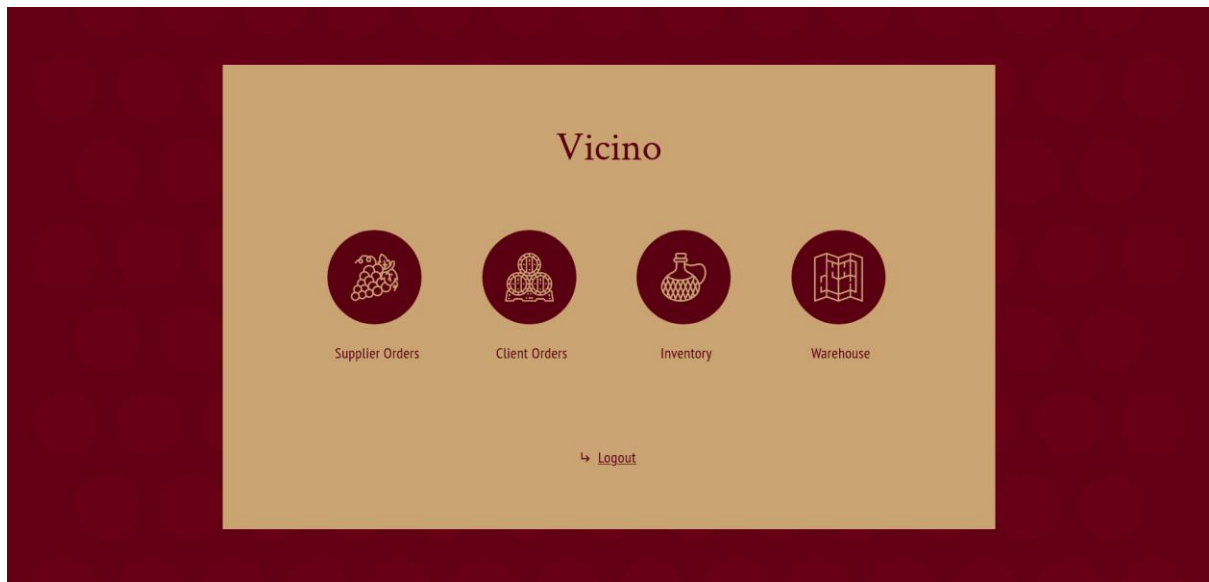 Vicino
Supplier Orders
Client Orders
Inventory
Warehouse
↳ Logout